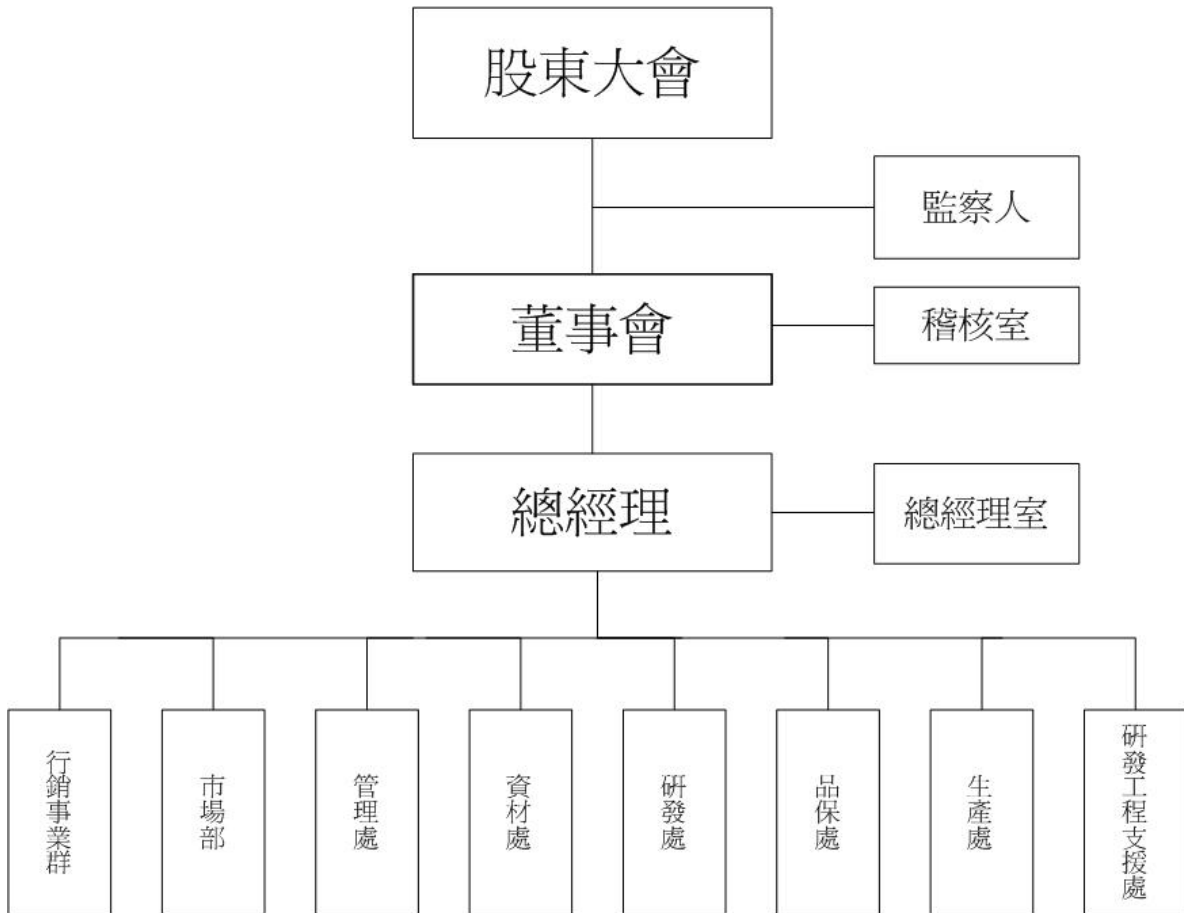 股東大會
監察人
董事會
稽核室
總經理
總經理室
行銷事業群
市場部
管理處
資材處
研發處
品保處
生產處
研發工程支援處